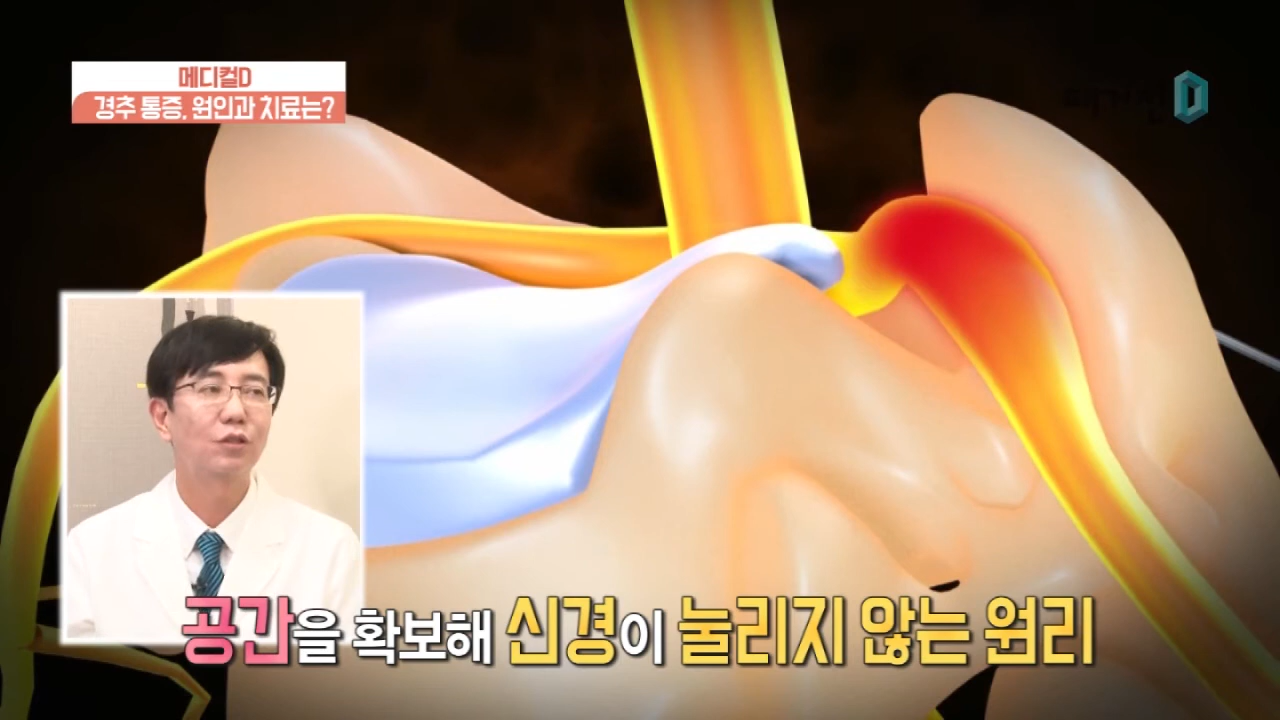 메디컬D
경추 통증, 원인과 치료는?
공간을 확보해 신경이 눌리지 않는 원리